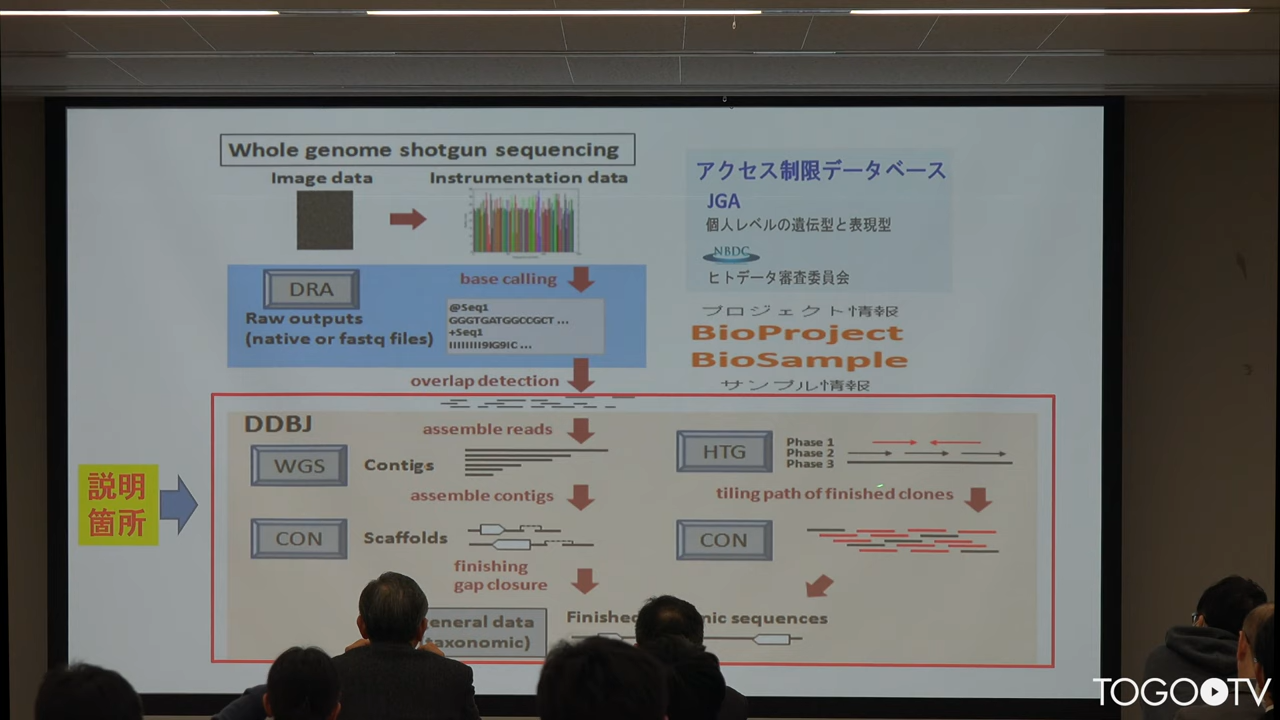 Whole genome shotgun sequencing
Image data
Instrumentation data
DRA
base calling
Raw outputs
(native or fastq files)
@Seq1
GGGTGATGGCCGCT ...
+Seq1
IIIIIIII9IG9IC ...
overlap detection
アクセス制限データベース
JGA
個人レベルの遺伝型と表現型
NBDC
ヒトデータ審査委員会
プロジェクト情報
BioProject
BioSample
サンプル情報
説明
箇所
DDBJ
assemble reads
WGS
Contigs
assemble contigs
CON
Scaffolds
finishing
gap closure
HTG
Phase 1
Phase 2
Phase 3
tiling path of finished clones
CON
eneral data
taxonomic)
Finished
mic sequences
TOGOTV